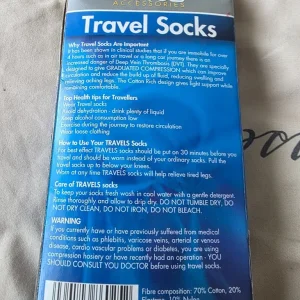 ACCESSORIES
Travel Socks
Why Travel Socks Are Important
It has been shown in clinical studies that if you are immobile for over
4 hours such as in air travel or a long car journey there is an
increased danger of Deep Vein Thrombosis (DVT). They are specially
designed to give GRADUATED COMPRESSION which can improve
circulation and reduce the build up of fluid, reducing swelling and
aching legs. The Cotton Rich design gives light support while
remaining comfortable.
Top Health tips for Travellers
Wear Travel socks
Avoid dehydration - drink plenty of liquid
Keep alcohol consumption low
Exercise during the journey to restore circulation
Wear loose clothing
How to Use Your TRAVELS Socks
For best effect TRAVELS socks should be put on 30 minutes before you
travel and should be worn instead of your ordinary socks. Pull the
travel socks up to below your knees.
Worn at any time TRAVELS socks will help relieve tired legs.
Care of TRAVELS socks
To keep your socks fresh wash in cool water with a gentle detergent.
Rinse thoroughly and allow to drip dry. DO NOT TUMBLE DRY, DO
NOT DRY CLEAN, DO NOT IRON, DO NOT BLEACH.
WARNING
If you currently have or have previously suffered from medical
conditions such as phlebitis, varicose veins, arterial or venous
disease, cardio vascular problems or diabetes, you are using
compression hosiery or have recently had an operation - YOU
SHOULD CONSULT YOU DOCTOR before using travel socks.
Fibre composition: 70% Cotton, 20%
Elastane, 10% Nylon